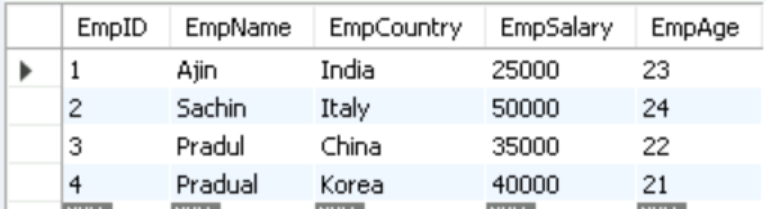 EmpID EmpName EmpCountry EmpSalary EmpAge
1 Ajin India 25000 23
2 Sachin Italy 50000 24
3 Pradul China 35000 22
4 Pradual Korea 40000 21